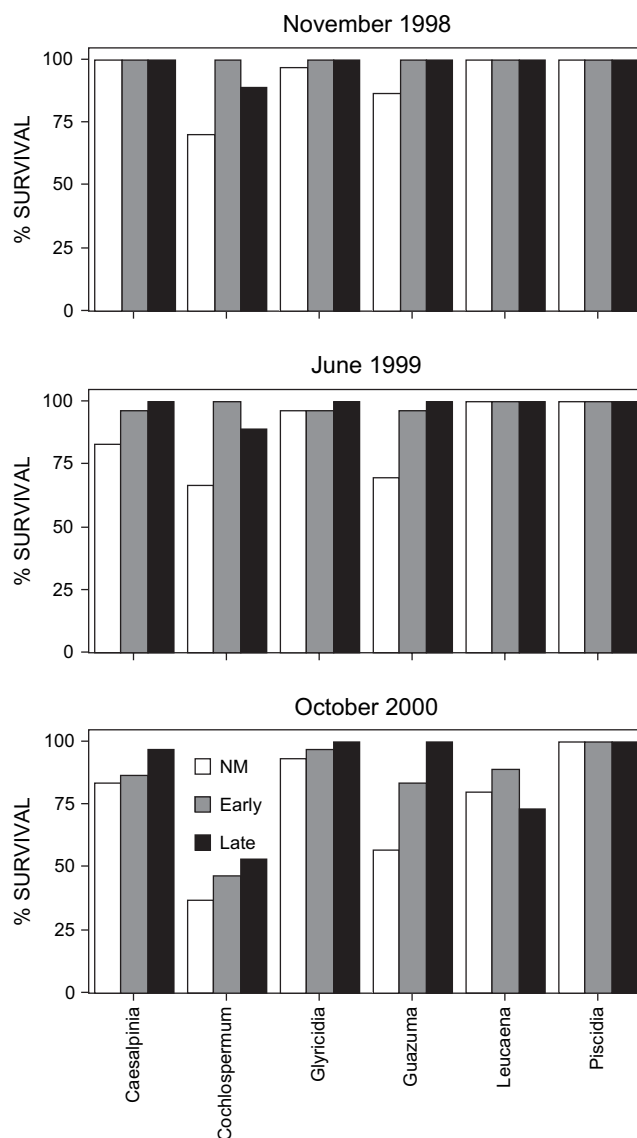 November 1998
100
75
50
25
0
% SURVIVAL
June 1999
100
75
50
25
0
% SURVIVAL
October 2000
100
75
50
25
0
% SURVIVAL
NM
Early
Late
Caesalpinia
Cochlospermum
Glyricidia
Guazuma
Leucaena
Piscidia